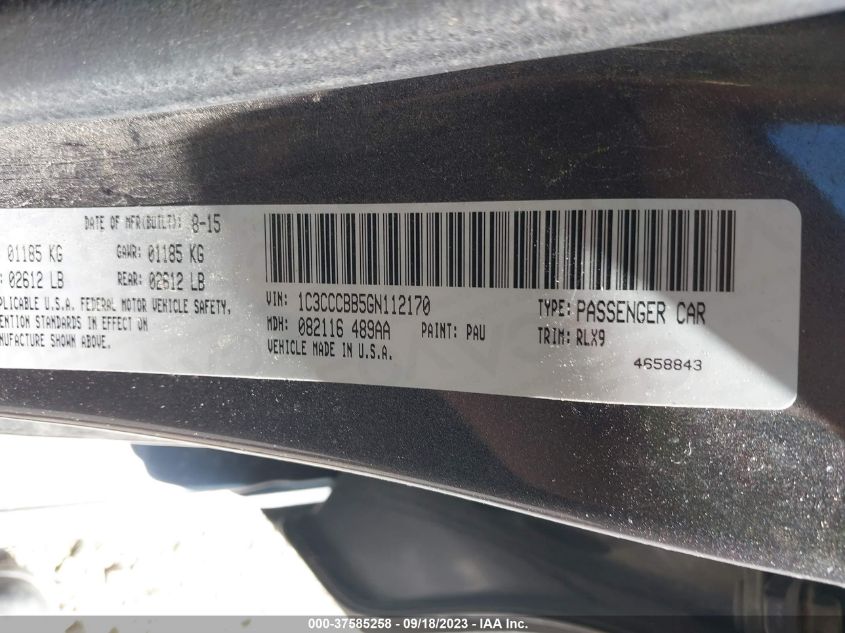 DATE OF MFR(BUILT): 8-15
01185 KG GAWR: 01185 KG
02612 LB REAR: 02612 LB
PLICABLE U.S.A. FEDERAL MOTOR VEHICLE SAFETY,
ENTION STANDARDS IN EFFECT ON
NUFACTURE SHOWN ABOVE.
VIN: 1C3CCCBB5GN112170 TYPE: PASSENGER CAR
MDH: 082116 489AA PAINT: PAU TRIM: RLX9
VEHICLE MADE IN U.S.A.
4658843
000-37585258 - 09/18/2023 - IAA Inc.